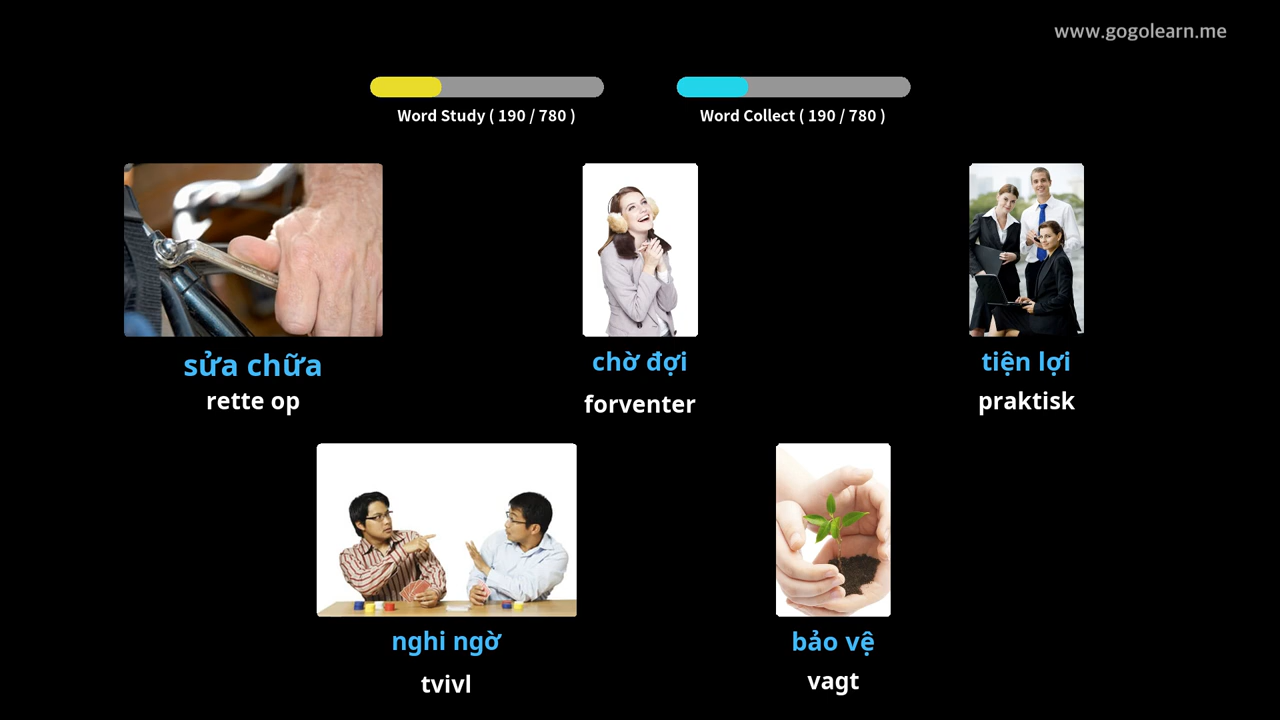 www.gogolearn.me
Word Study ( 190 / 780 )
Word Collect ( 190 / 780 )
sửa chữa
rette op
chờ đợi
forventer
tiện lợi
praktisk
nghi ngờ
tvivl
bảo vệ
vagt